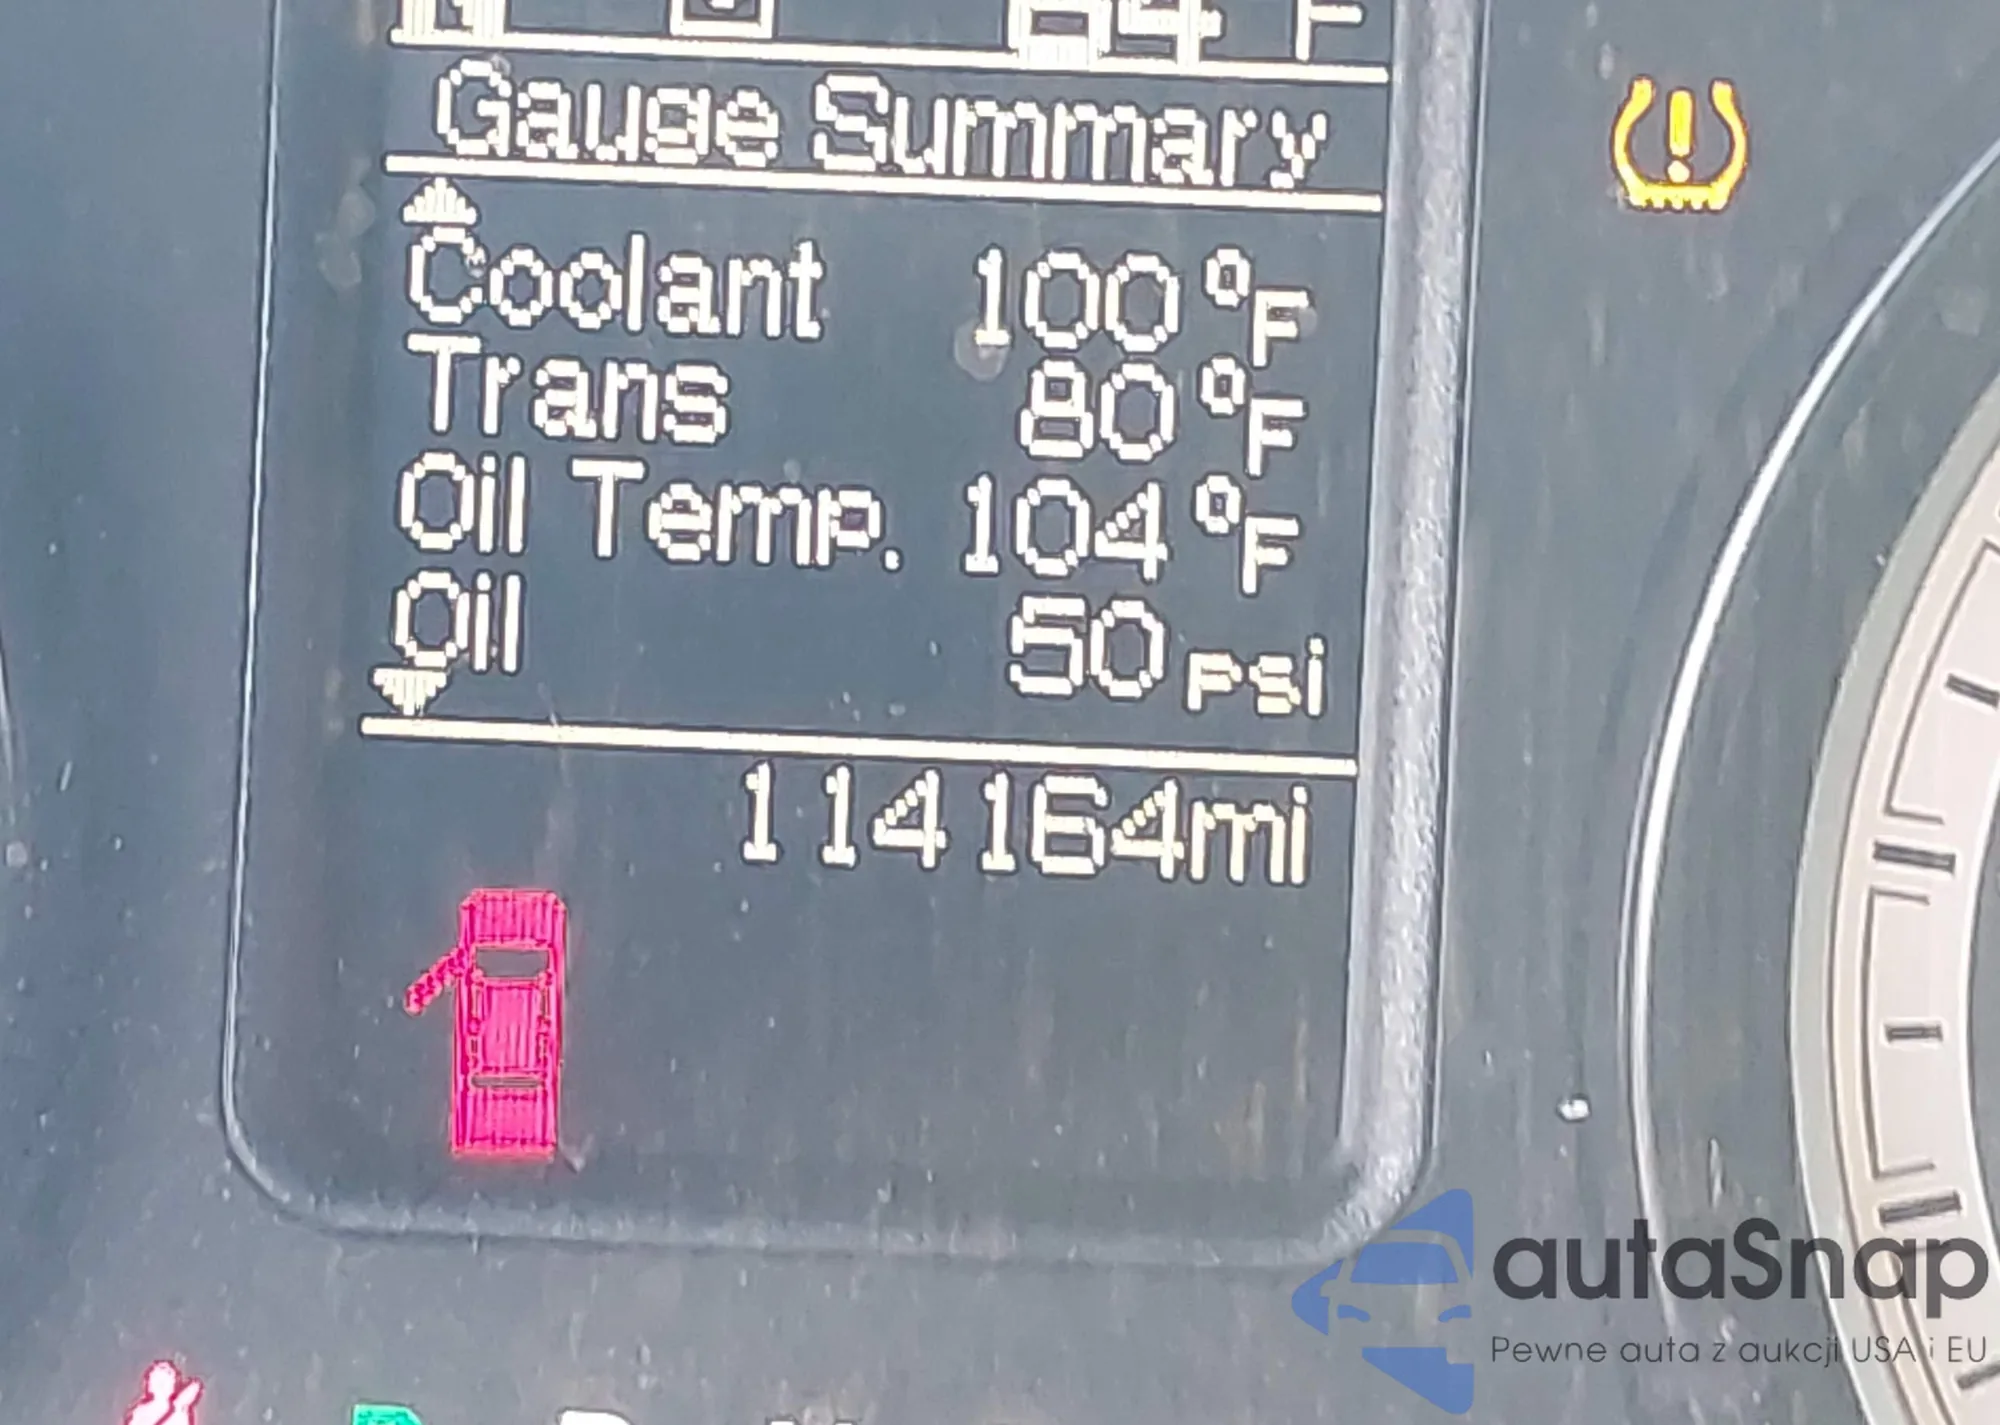 64 F
Gauge Summary
Coolant 100 °F
Trans 80 °F
Oil Temp. 104 °F
Oil 50 psi
114164mi
autaSnap
Pewne auta z aukcji USA i EU